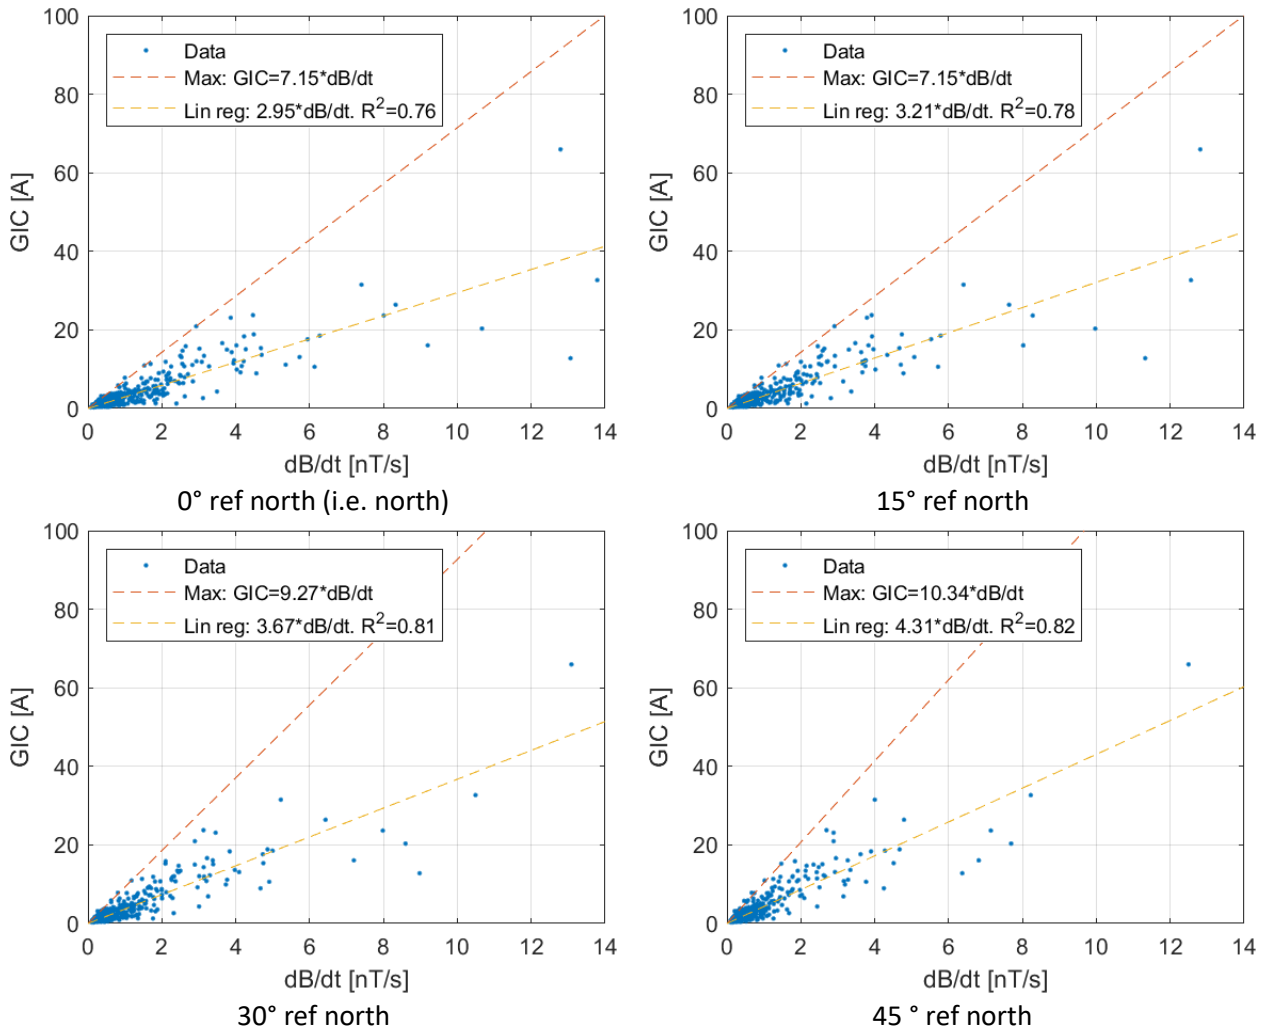 100
80
60
40
20
0
GIC [A]
Data
Max: GIC=7.15*dB/dt
Lin reg: 2.95*dB/dt. R²=0.76
0 2 4 6 8 10 12 14
dB/dt [nT/s]
0° ref north (i.e. north)
100
80
60
40
20
0
GIC [A]
Data
Max: GIC=7.15*dB/dt
Lin reg: 3.21*dB/dt. R²=0.78
0 2 4 6 8 10 12 14
dB/dt [nT/s]
15° ref north
100
80
60
40
20
0
GIC [A]
Data
Max: GIC=9.27*dB/dt
Lin reg: 3.67*dB/dt. R²=0.81
0 2 4 6 8 10 12 14
dB/dt [nT/s]
30° ref north
100
80
60
40
20
0
GIC [A]
Data
Max: GIC=10.34*dB/dt
Lin reg: 4.31*dB/dt. R²=0.82
0 2 4 6 8 10 12 14
dB/dt [nT/s]
45 ° ref north